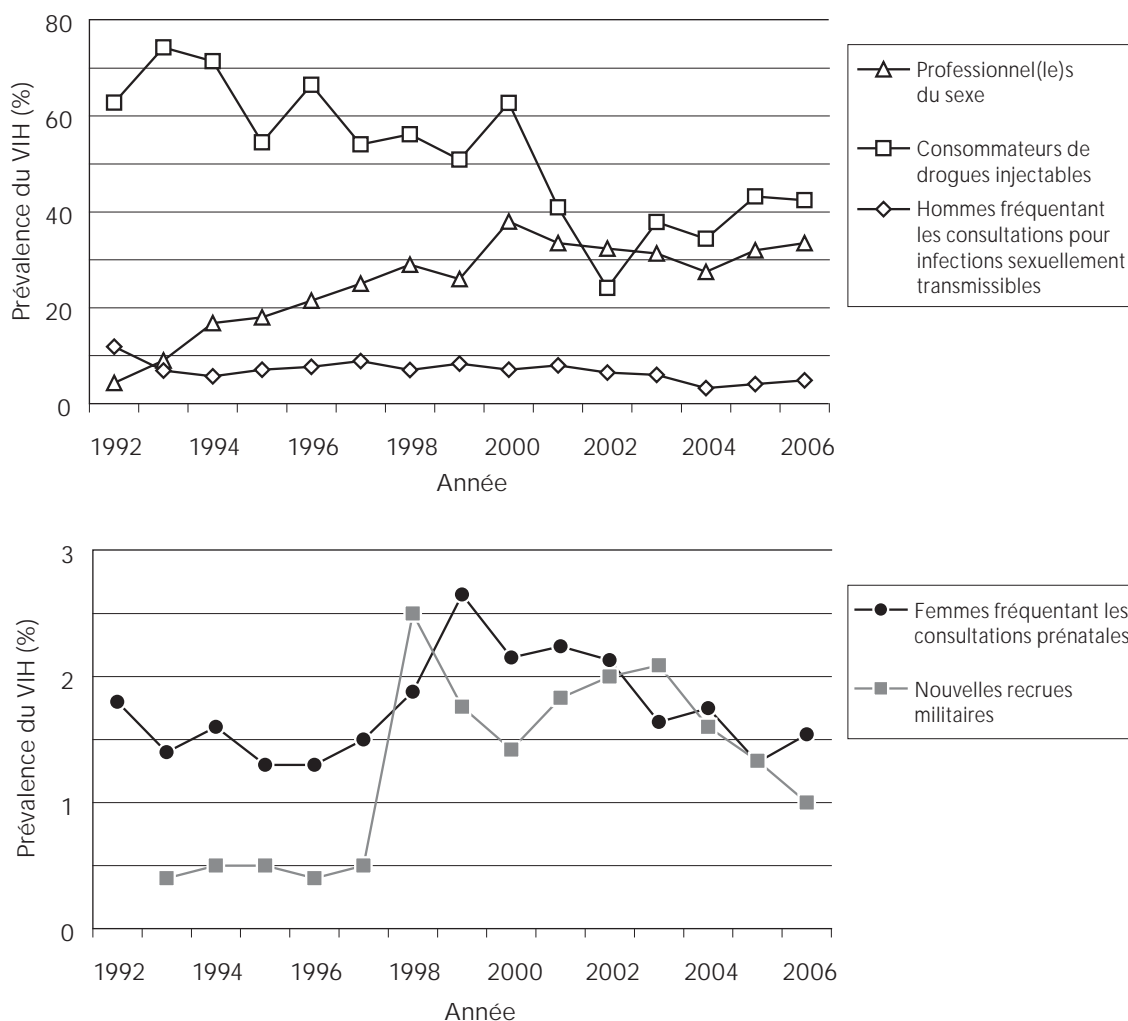 80
60
40
20
0
Prévalence du VIH (%)
1992
1994
1996
1998
2000
2002
2004
2006
Année
Professionnel(le)s
du sexe
Consommateurs de
drogues injectables
Hommes fréquentant
les consultations pour
infections sexuellement
transmissibles
3
2
1
0
Prévalence du VIH (%)
1992
1994
1996
1998
2000
2002
2004
2006
Année
Femmes fréquentant les
consultations prénatales
Nouvelles recrues
militaires